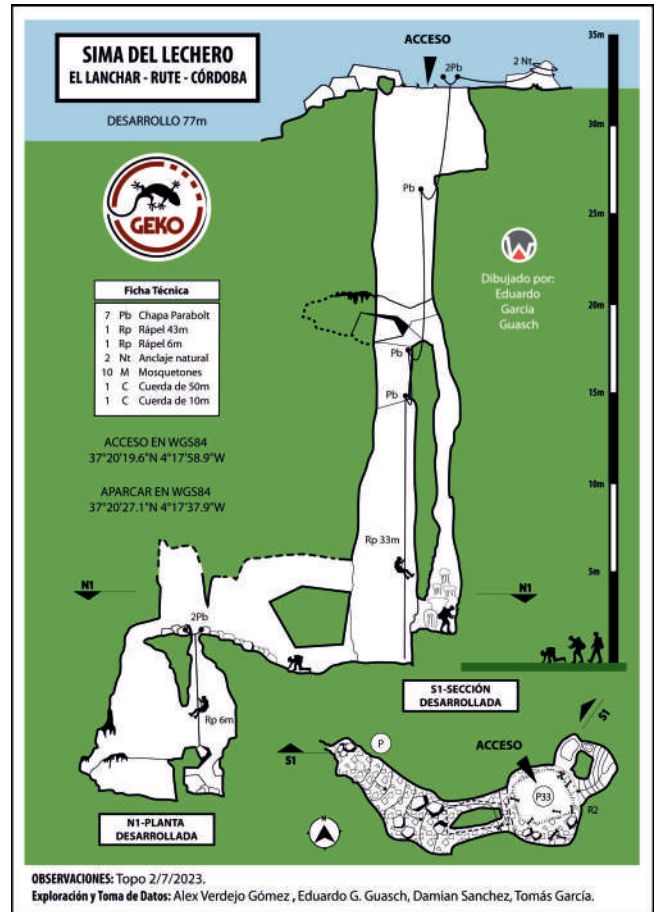 SIMA DEL LECHERO
EL LANCHAR - RUTE - CÓRDOBA
DESARROLLO 77m
GEKO
Ficha Técnica
7 Pb Chapa Parabolt
1 Rp Rápel 43m
1 Rp Rápel 6m
2 Nt Anclaje natural
10 M Mosquetones
1 C Cuerda de 50m
1 C Cuerda de 10m
ACCESO EN WGS84
37°20'19.6"N 4°17'58.9"W
APARCAR EN WGS84
37°20'27.1"N 4°17'37.9"W
ACCESO
2Pb
2 Nt
Pb
Pb
Pb
Rp 33m
Dibujado por:
Eduardo
García
Guasch
35m
30m
25m
20m
15m
10m
5m
N1
N1
2Pb
Rp 6m
S1-SECCIÓN
DESARROLLADA
N1-PLANTA
DESARROLLADA
S1
P
ACCESO
P33
R2
S1
N
OBSERVACIONES: Topo 2/7/2023.
Exploración y Toma de Datos: Alex Verdejo Gómez , Eduardo G. Guasch, Damian Sanchez, Tomás García.